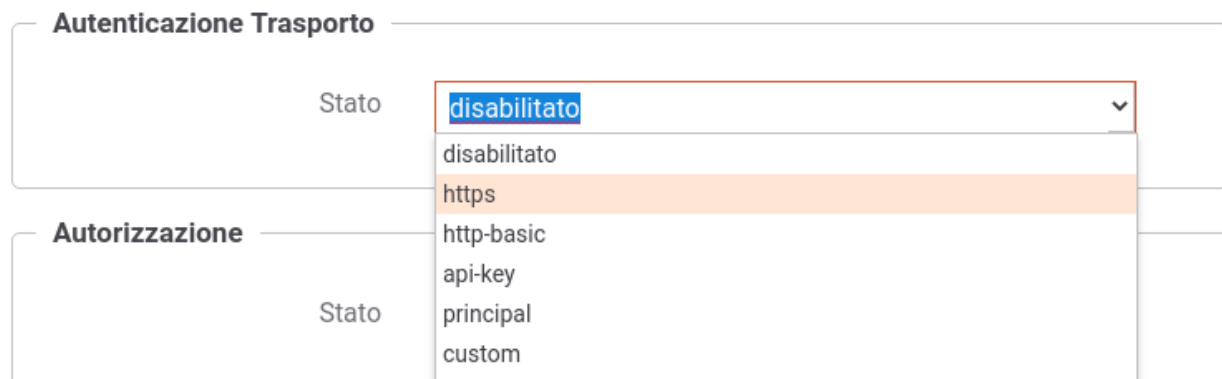 Autenticazione Trasporto
Stato disabilitato
disabilitato
https
http-basic
Autorizzazione
api-key
Stato
principal
custom